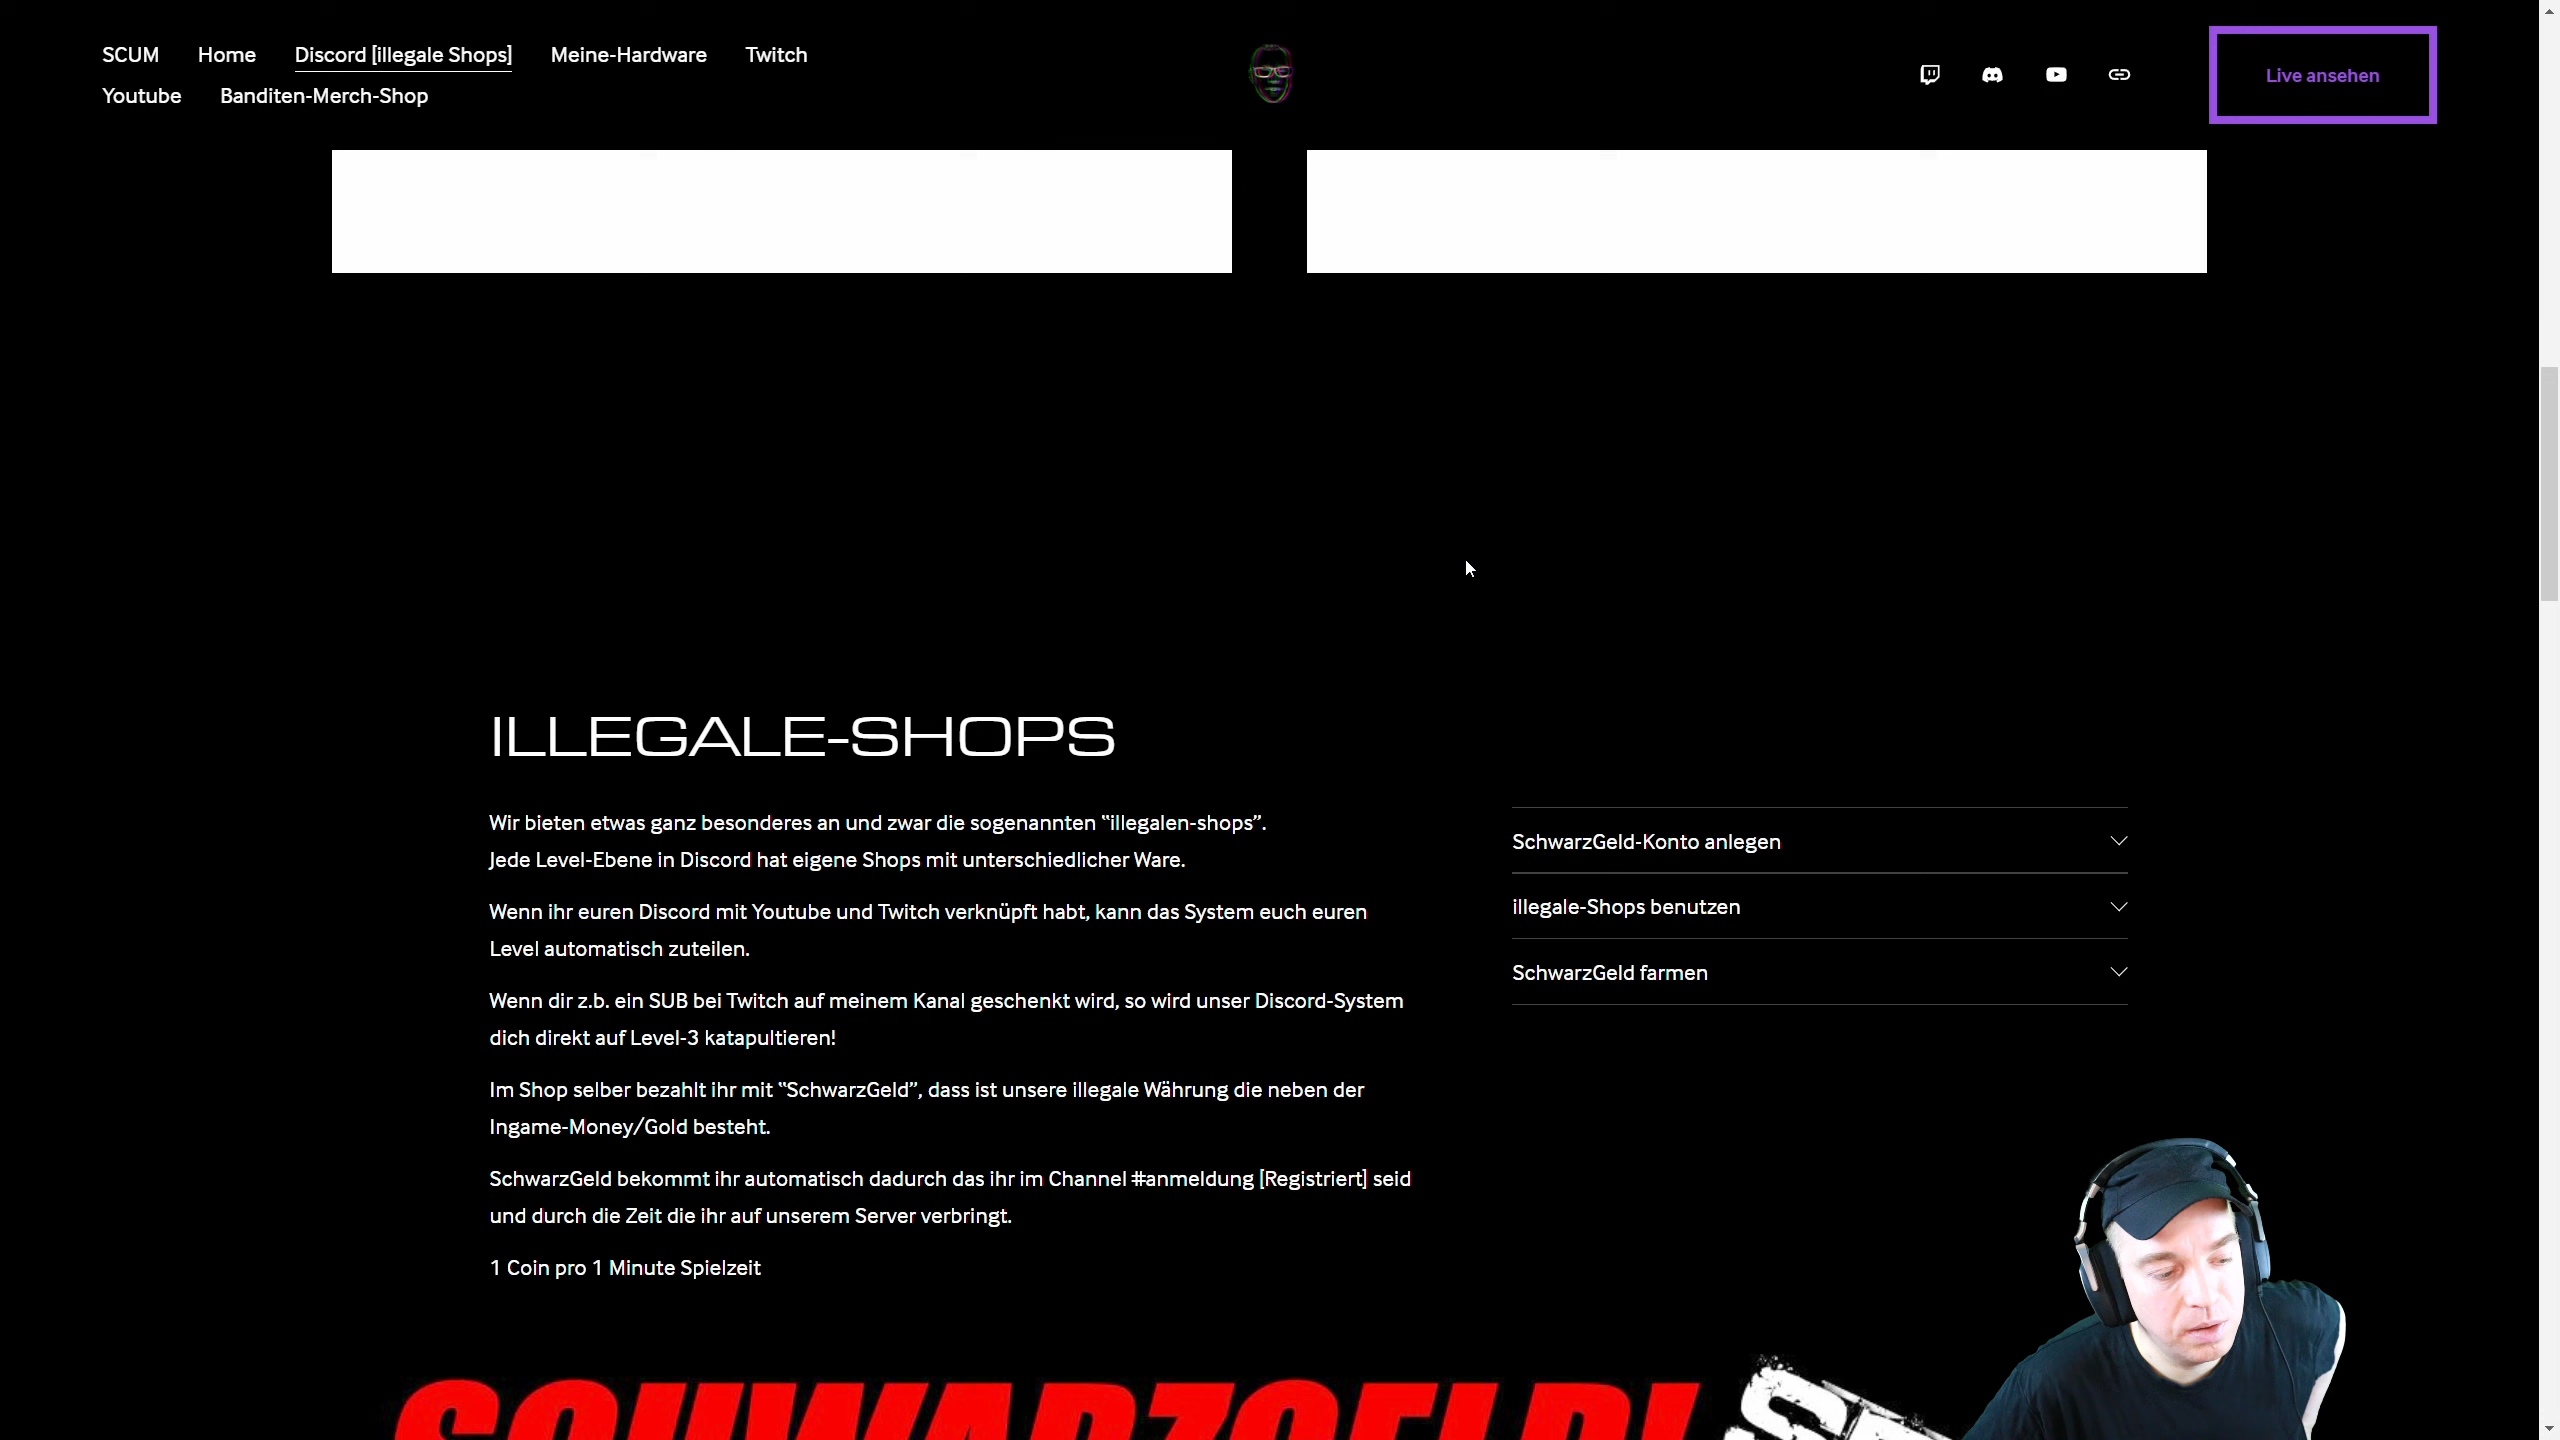 SCUM Home Discord [illegale Shops] Meine-Hardware Twitch
Youtube Banditen-Merch-Shop
Live ansehen
ILLEGALE-SHOPS
Wir bieten etwas ganz besonderes an und zwar die sogenannten “illegalen-shops”.
Jede Level-Ebene in Discord hat eigene Shops mit unterschiedlicher Ware.
Wenn ihr euren Discord mit Youtube und Twitch verknüpft habt, kann das System euch euren
Level automatisch zuteilen.
Wenn dir z.b. ein SUB bei Twitch auf meinem Kanal geschenkt wird, so wird unser Discord-System
dich direkt auf Level-3 katapultieren!
Im Shop selber bezahlt ihr mit “SchwarzGeld”, dass ist unsere illegale Währung die neben der
Ingame-Money/Gold besteht.
SchwarzGeld bekommt ihr automatisch dadurch das ihr im Channel #anmeldung [Registriert] seid
und durch die Zeit die ihr auf unserem Server verbringt.
1 Coin pro 1 Minute Spielzeit
SchwarzGeld-Konto anlegen
illegale-Shops benutzen
SchwarzGeld farmen